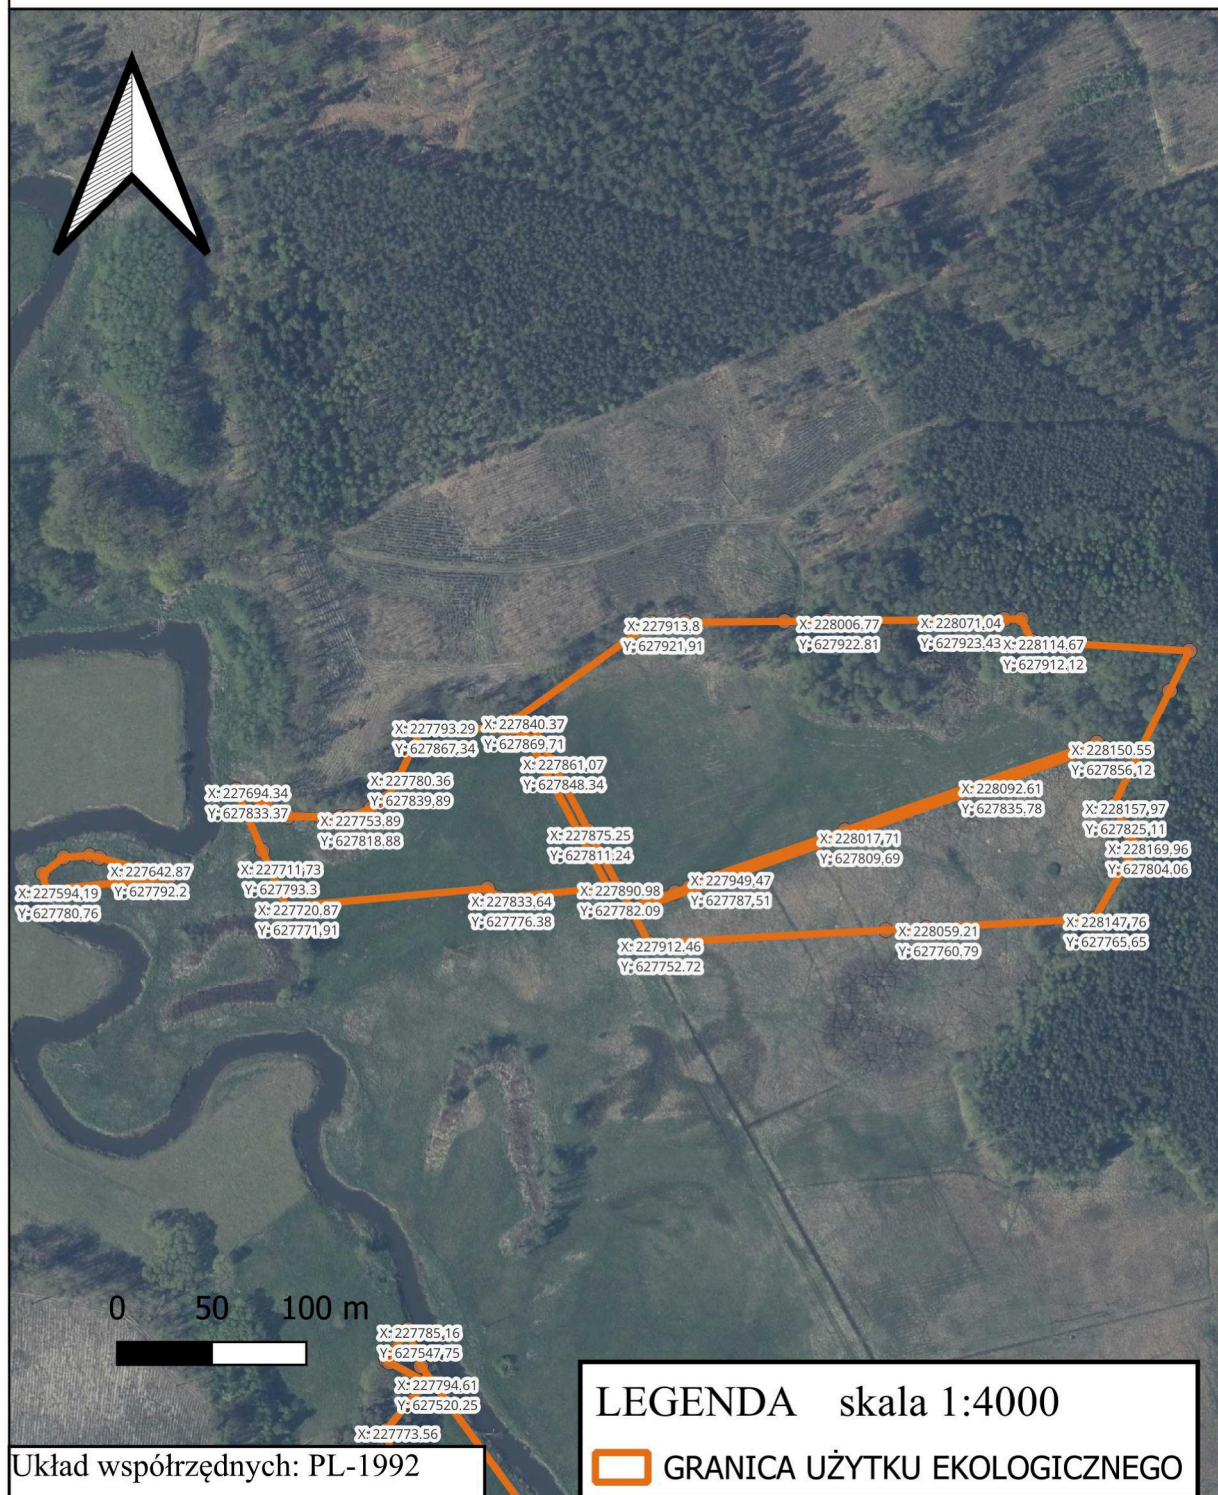 X: 227913.8
Y: 627921,91
X: 228006.77
Y: 627922.81
X: 228071,04
Y: 627923.43
X: 228114.67
Y: 627912.12
X: 227793.29
Y: 627867,34
X: 227840.37
Y: 627869,71
X: 227861,07
Y: 627848.34
X: 228150.55
Y: 627856,12
X: 227780.36
Y: 627839,89
X: 228092.61
Y: 627835,78
X: 227694.34
Y: 627833.37
X: 227753,89
Y: 627818.88
X: 228157,97
Y: 627825,11
X: 227875.25
Y: 627811.24
X: 228017,71
Y: 627809,69
X: 228169,96
Y: 627804.06
X: 227642.87
Y: 627792.2
X: 227711,73
Y: 627793.3
X: 227594,19
Y: 627780.76
X: 227949,47
Y: 627787,51
X: 227890.98
Y: 627782.09
X: 227833,64
Y: 627776.38
X: 227720.87
Y: 627771,91
X: 228147,76
Y: 627765,65
X: 228059.21
Y: 627760,79
X: 227912.46
Y: 627752.72
0 50 100 m
X: 227785,16
Y: 627547,75
X: 227794,61
Y: 627520.25
X: 227773.56
Układ współrzędnych: PL-1992
LEGENDA skala 1:4000
GRANICA UŻYTKU EKOLOGICZNEGO